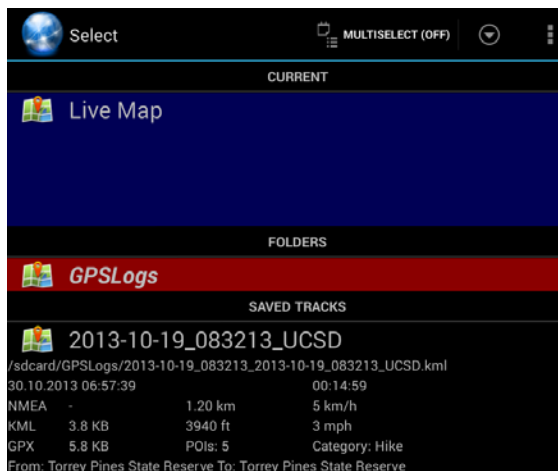 Select MULTISELECT (OFF)
CURRENT
Live Map
FOLDERS
GPSLogs
SAVED TRACKS
2013-10-19_083213_UCSD
/sdcard/GPSLogs/2013-10-19_083213_2013-10-19_083213_UCSD.kml
30.10.2013 06:57:39 00:14:59
NMEA - 1.20 km 5 km/h
KML 3.8 KB 3940 ft 3 mph
GPX 5.8 KB POIs: 5 Category: Hike
From: Torrey Pines State Reserve To: Torrey Pines State Reserve